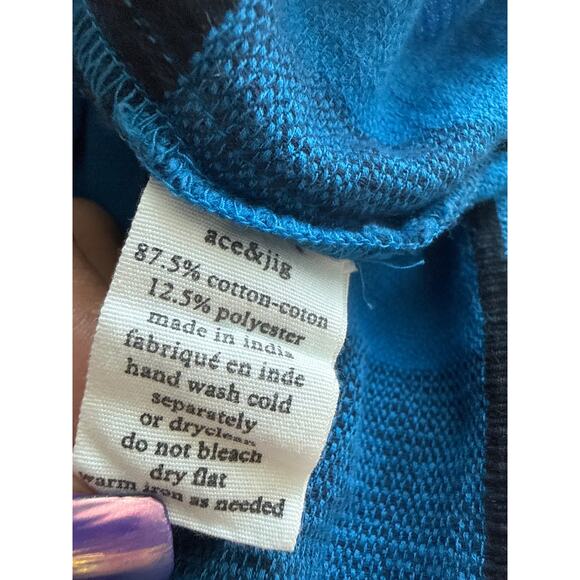 ace&jig
87.5% cotton-coton
12.5% polyester
made in india
fabriqué en inde
hand wash cold
separately
or dryclean
do not bleach
dry flat
warm iron as needed